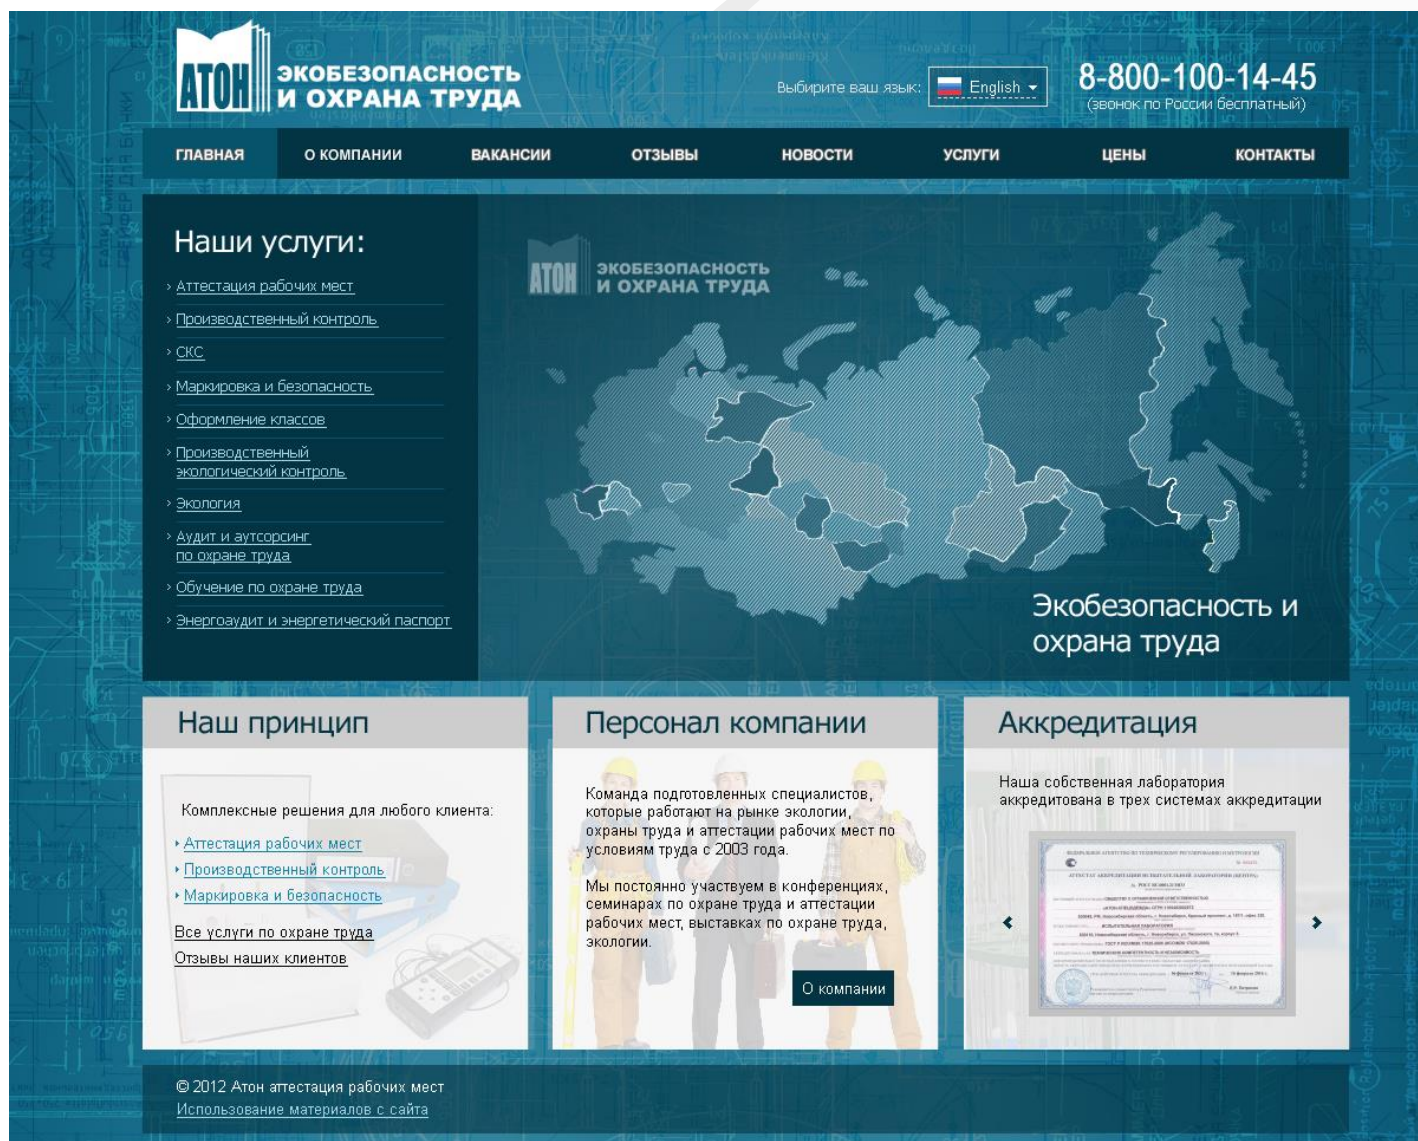 АТОН
ЭКОБЕЗОПАСНОСТЬ
И ОХРАНА ТРУДА
Выбирите ваш язык:
English
8-800-100-14-45
(звонок по России бесплатный)
ГЛАВНАЯ
О КОМПАНИИ
ВАКАНСИИ
ОТЗЫВЫ
НОВОСТИ
УСЛУГИ
ЦЕНЫ
КОНТАКТЫ
Наши услуги:
Аттестация рабочих мест
Производственный контроль
СКС
Маркировка и безопасность
Оформление классов
Производственный
экологический контроль
Экология
Аудит и аутсорсинг
по охране труда
Обучение по охране труда
Энергоаудит и энергетический паспорт
АТОН
ЭКОБЕЗОПАСНОСТЬ
И ОХРАНА ТРУДА
Экобезопасность и
охрана труда
Наш принцип
Комплексные решения для любого клиента:
Аттестация рабочих мест
Производственный контроль
Маркировка и безопасность
Все услуги по охране труда
Отзывы наших клиентов
Персонал компании
Команда подготовленных специалистов,
которые работают на рынке экологии,
охраны труда и аттестации рабочих мест по
условиям труда с 2003 года.
Мы постоянно участвуем в конференциях,
семинарах по охране труда и аттестации
рабочих мест, выставках по охране труда,
экологии.
О компании
Аккредитация
Наша собственная лаборатория
аккредитована в трех системах аккредитации
© 2012 Атон аттестация рабочих мест
Использование материалов с сайта